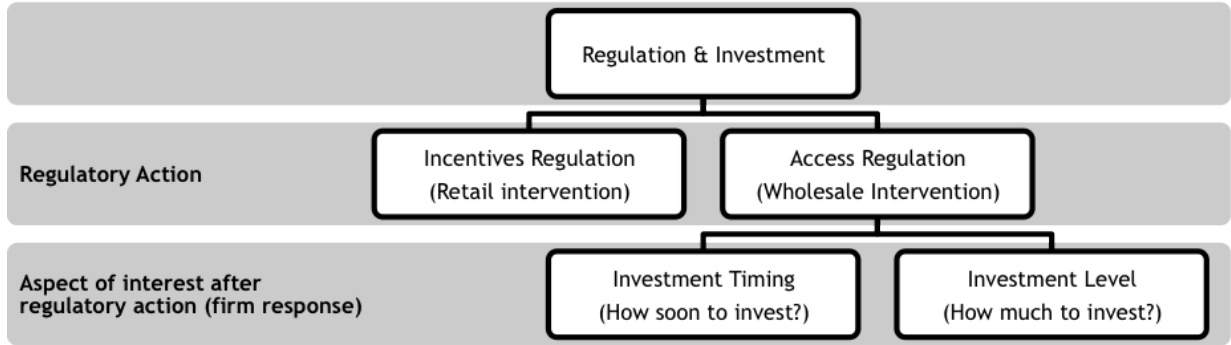 Regulation & Investment
Regulatory Action
Incentives Regulation
(Retail intervention)
Access Regulation
(Wholesale Intervention)
Aspect of interest after
regulatory action (firm response)
Investment Timing
(How soon to invest?)
Investment Level
(How much to invest?)